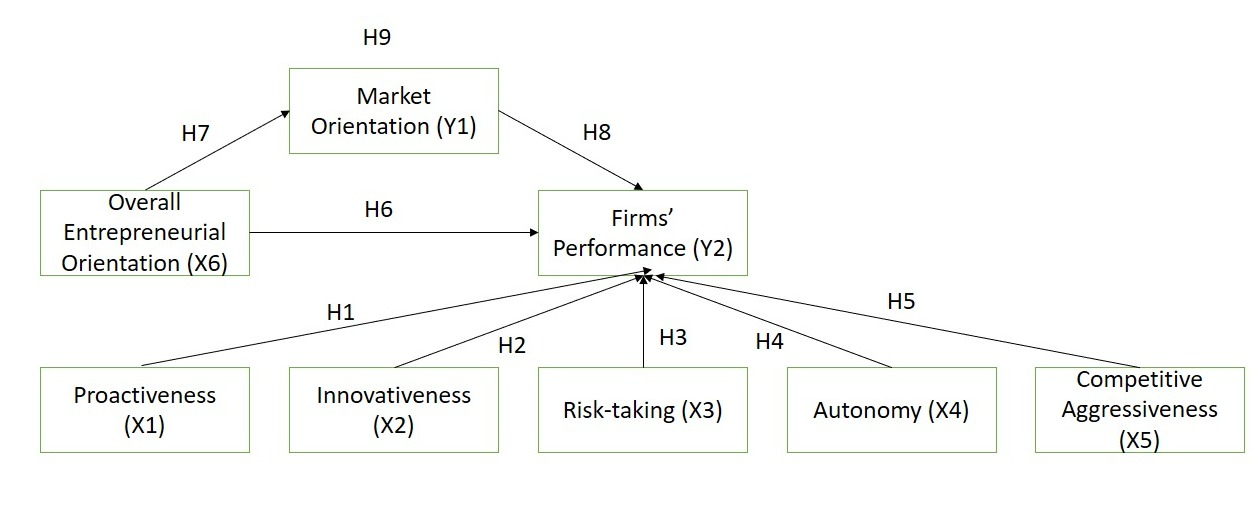 H9
Market
Orientation (Y1)
H7
H8
Overall
Entrepreneurial
Orientation (X6)
H6
Firms’
Performance (Y2)
H1
H2
H3
H4
H5
Proactiveness
(X1)
Innovativeness
(X2)
Risk-taking (X3)
Autonomy (X4)
Competitive
Aggressiveness
(X5)